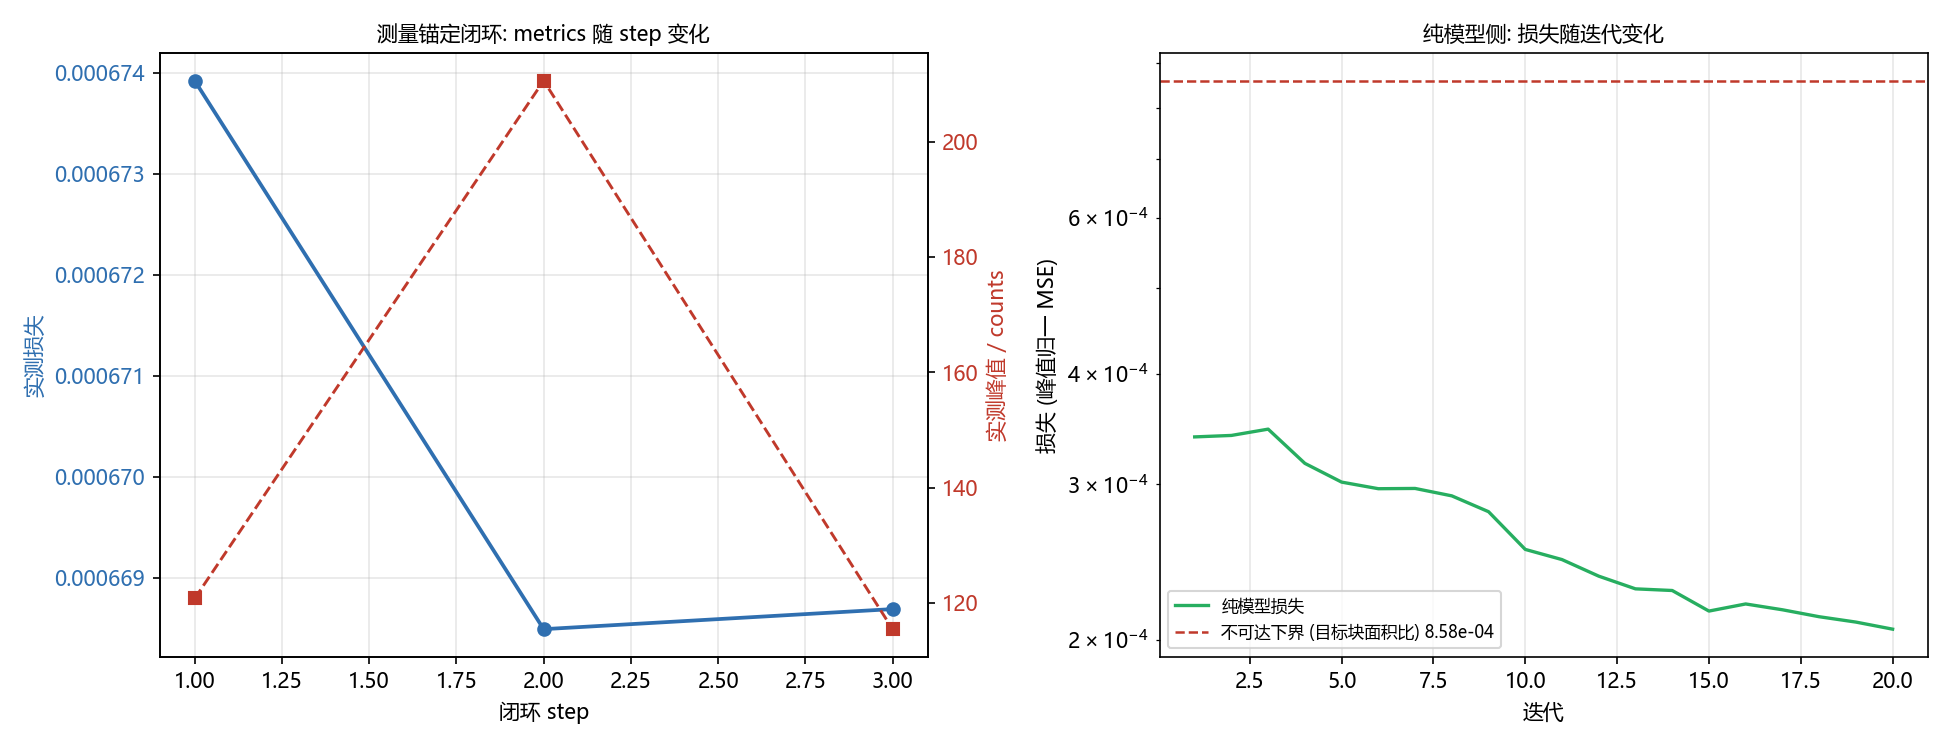 测量锚定闭环: metrics 随 step 变化
0.000674
0.000673
0.000672
0.000671
0.000670
0.000669
实测损失
200
180
160
140
120
实测峰值 / counts
1.00 1.25 1.50 1.75 2.00 2.25 2.50 2.75 3.00
闭环 step
纯模型侧: 损失随迭代变化
6 × 10⁻⁴
4 × 10⁻⁴
3 × 10⁻⁴
2 × 10⁻⁴
损失 (峰值归一 MSE)
纯模型损失
不可达下界 (目标块面积比) 8.58e-04
2.5 5.0 7.5 10.0 12.5 15.0 17.5 20.0
迭代